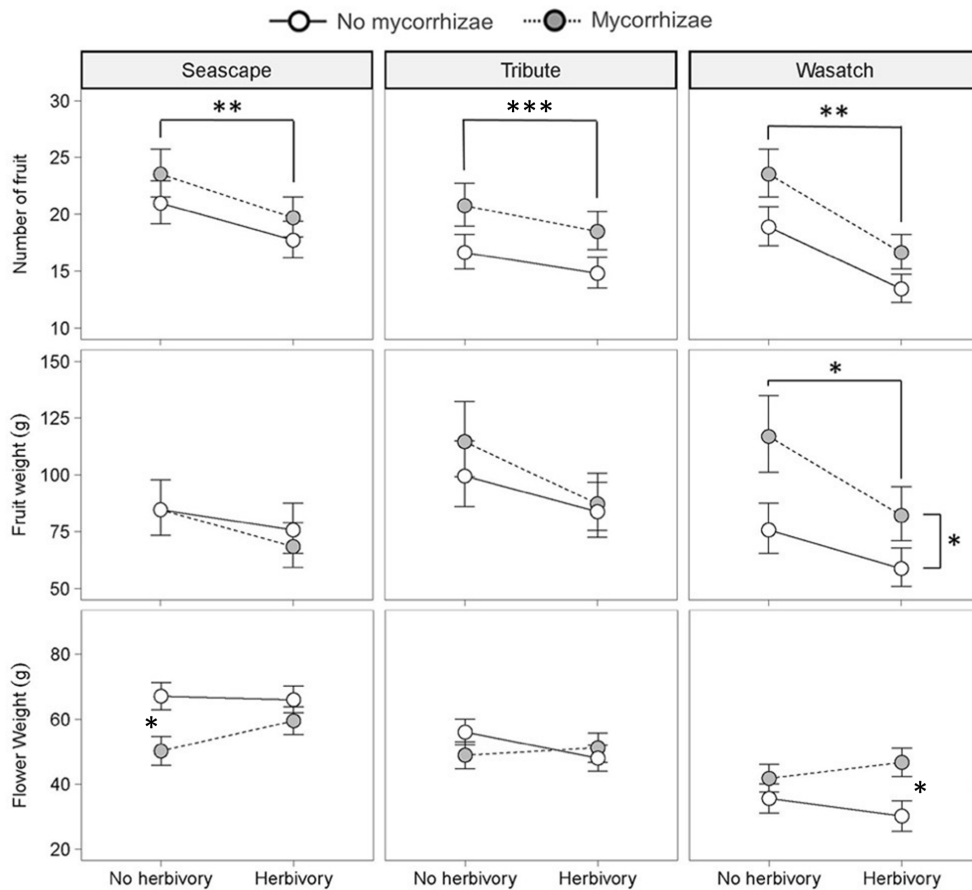 No mycorrhizae Mycorrhizae
Seascape Tribute Wasatch
** *** **
30
25
20
15
10
Number of fruit
*
*
150
125
100
75
50
Fruit weight (g)
*
*
80
60
40
20
Flower Weight (g)
No herbivory Herbivory No herbivory Herbivory No herbivory Herbivory